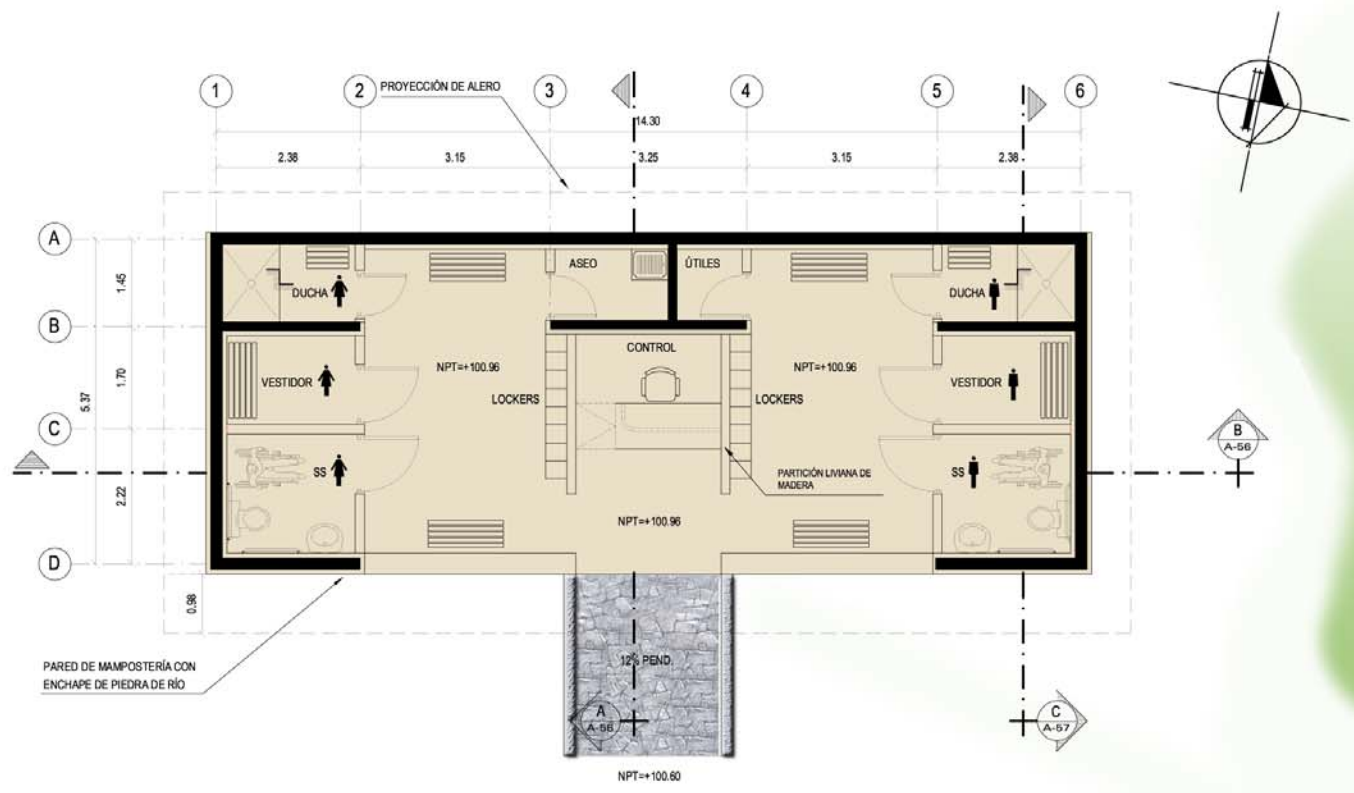 1
2
PROYECCIÓN DE ALERO
3
4
5
6
14.30
2.38
3.15
3.25
3.15
2.38
A
B
C
D
1.45
1.70
2.22
5.37
0.98
DUCHA
ASEO
ÚTILES
DUCHA
CONTROL
NPT=+100.96
NPT=+100.96
VESTIDOR
LOCKERS
LOCKERS
VESTIDOR
SS
SS
PARTICIÓN LIVIANA DE
MADERA
NPT=+100.96
B
A-56
PARED DE MAMPOSTERÍA CON
ENCHAPE DE PIEDRA DE RÍO
12% PEND.
A
A-56
C
A-57
NPT=+100.60